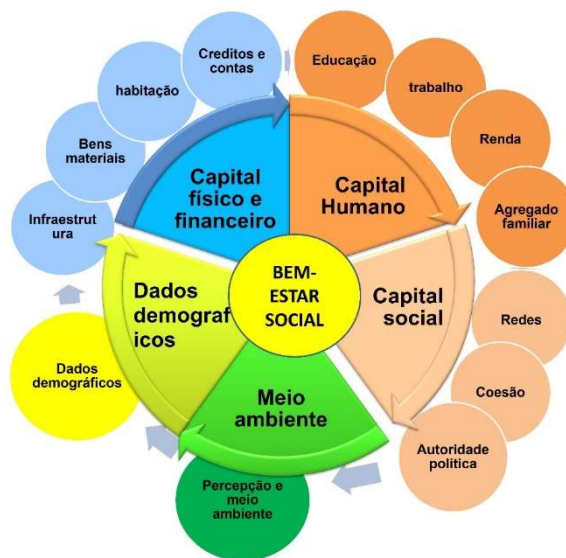 Creditos e
contas
Educação
habitação
trabalho
Bens
materiais
Renda
Capital
físico e
financeiro
Capital
Humano
Infraestrut
ura
Agregado
familiar
BEM-
ESTAR
SOCIAL
Dados
demograf
icos
Capital
social
Redes
Dados
demográficos
Meio
ambiente
Coesão
Autoridade
política
Percepção e
meio
ambiente